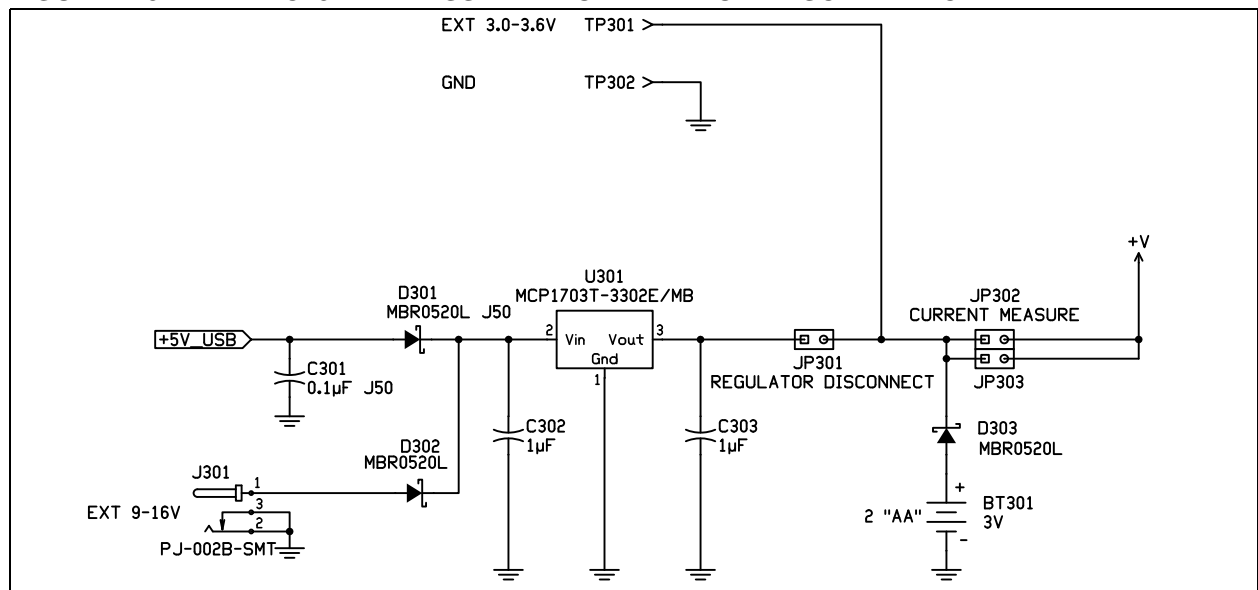 EXT 3.0-3.6V TP301
GND TP302
+V
U301
MCP1703T-3302E/MB
D301
MBR0520L J50
JP302
CURRENT MEASURE
+5V_USB
2 Vin Vout 3
Gnd
1
JP301
REGULATOR DISCONNECT
JP303
C301
0.1µF J50
C302
1µF
C303
1µF
D303
MBR0520L
D302
MBR0520L
J301
1
3
2
EXT 9-16V
PJ-002B-SMT
+
2 "AA"
BT301
3V
-